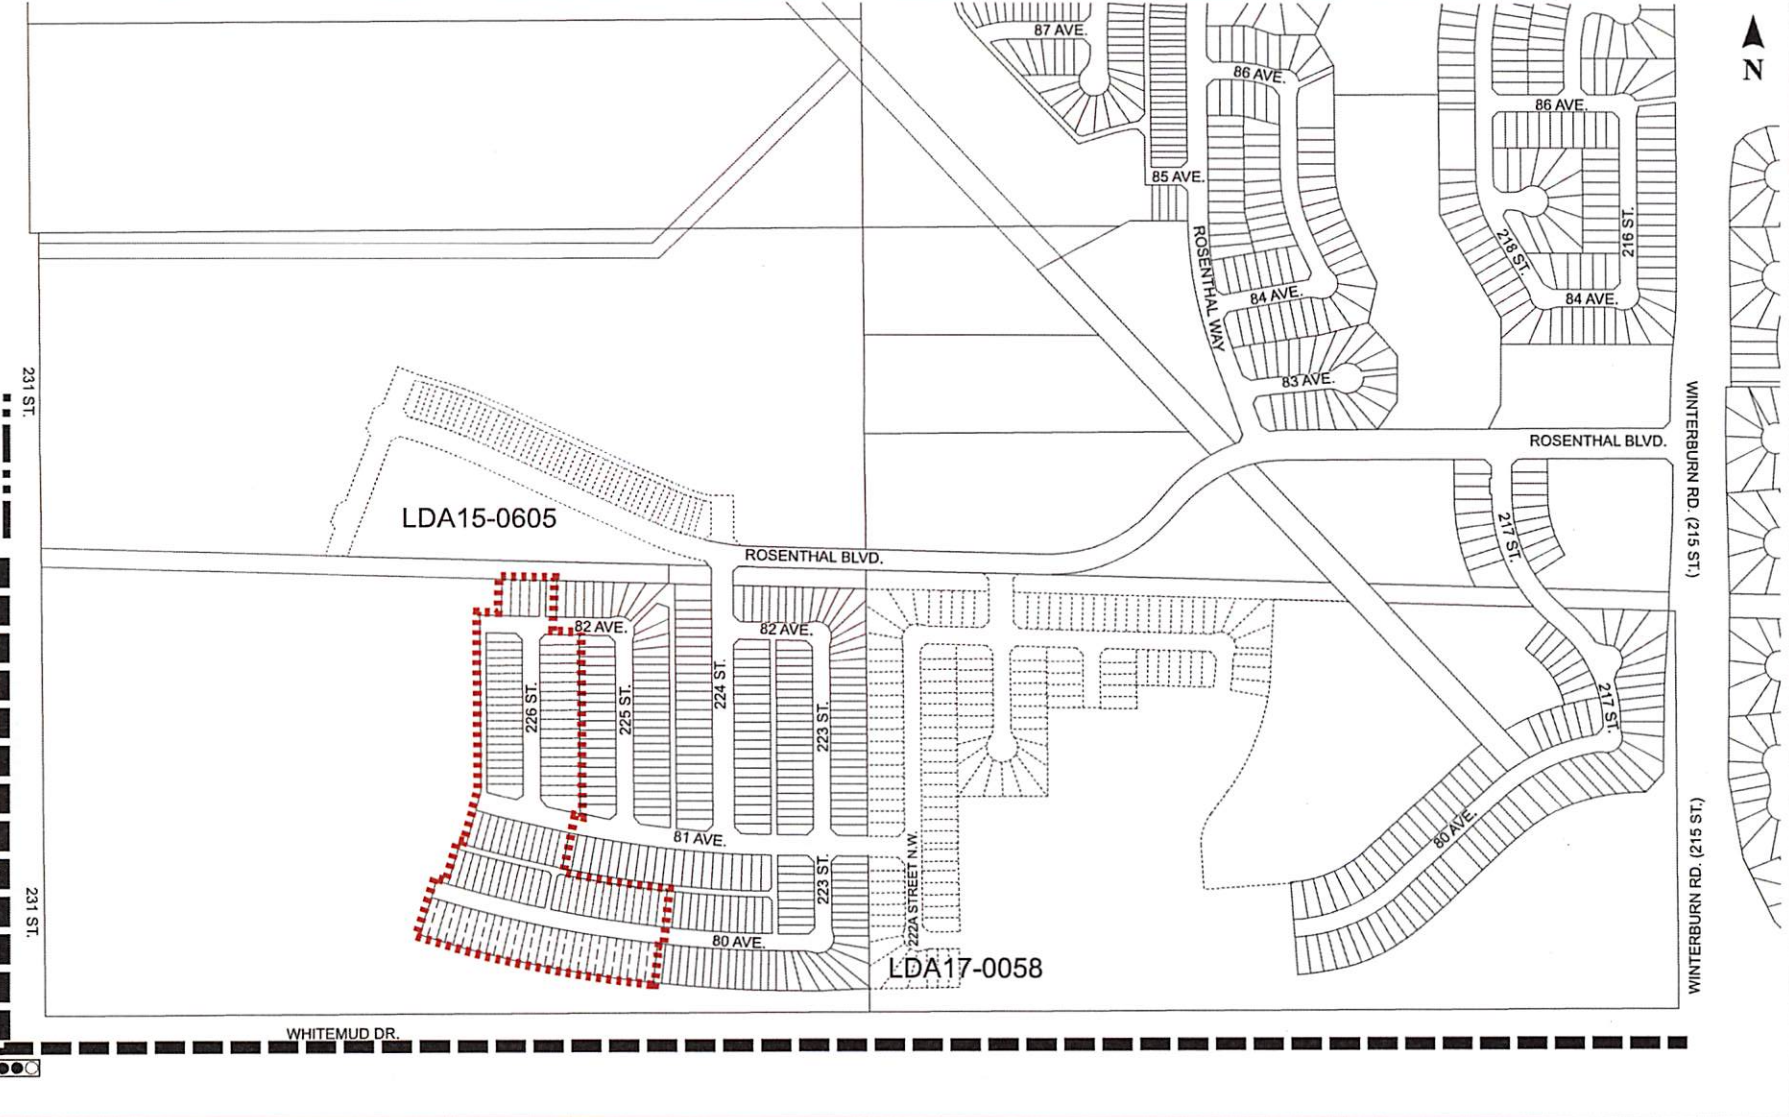 87 AVE.
86 AVE.
N
86 AVE.
85 AVE.
216 ST.
218 ST.
ROSENTHAL WAY
84 AVE.
84 AVE.
83 AVE.
231 ST.
WINTERBURN RD. (215 ST.)
ROSENTHAL BLVD.
LDA15-0605
217 ST.
ROSENTHAL BLVD.
82 AVE.
82 AVE.
226 ST.
225 ST.
224 ST.
223 ST.
217 ST.
81 AVE.
80 AVE.
WINTERBURN RD. (215 ST.)
231 ST.
223 ST.
222A STREET N.W.
80 AVE.
LDA17-0058
WHITEMUD DR.